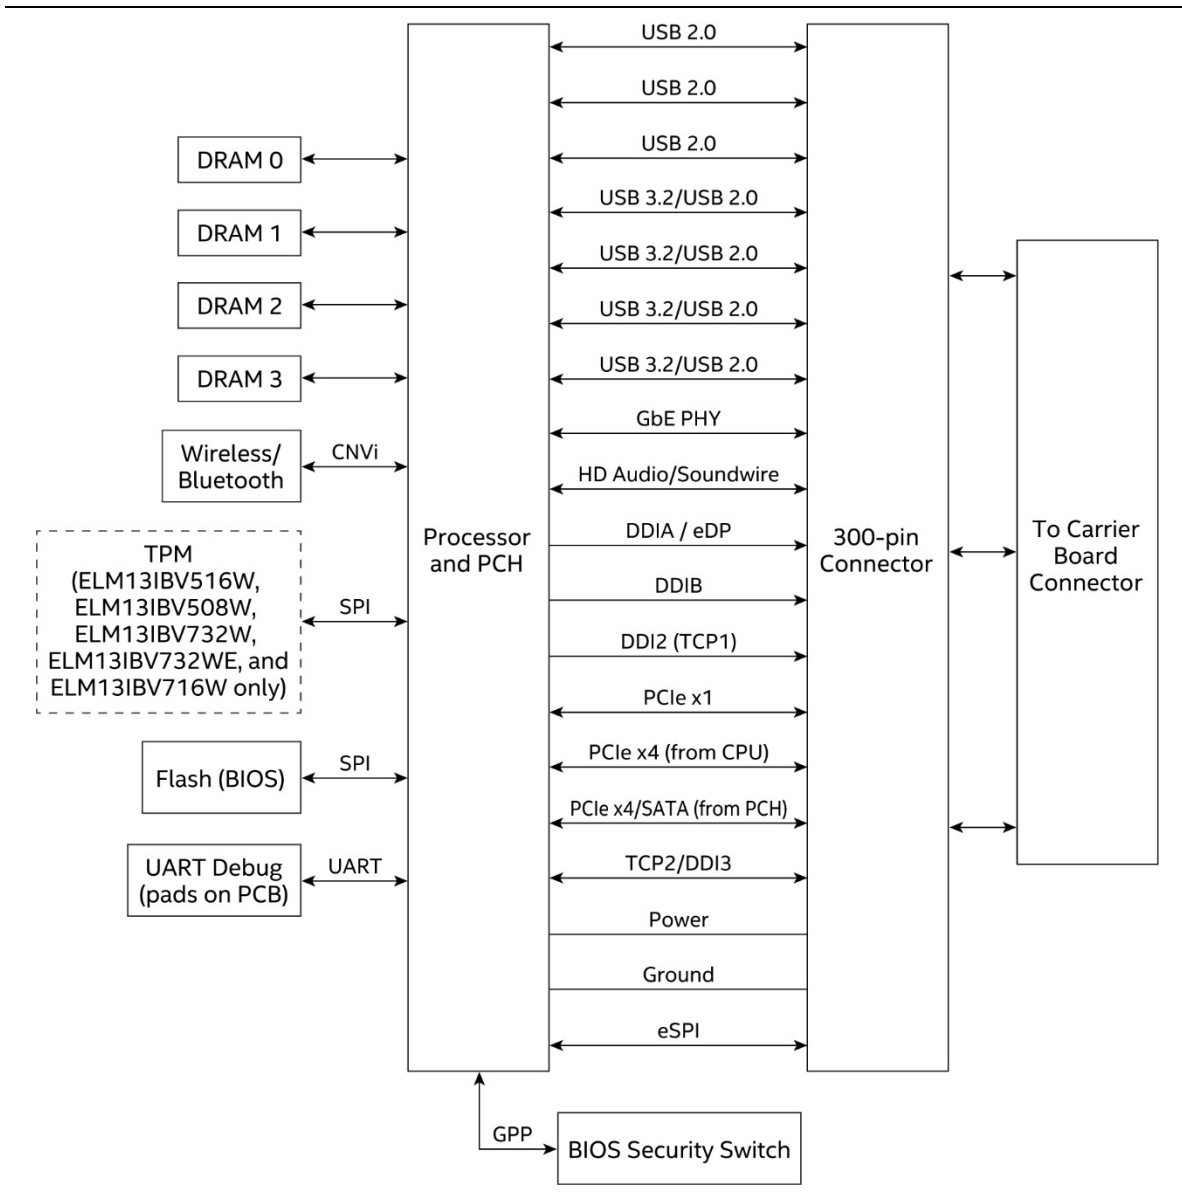 USB 2.0
USB 2.0
USB 2.0
USB 3.2/USB 2.0
USB 3.2/USB 2.0
USB 3.2/USB 2.0
USB 3.2/USB 2.0
GbE PHY
HD Audio/Soundwire
DDIA / eDP
DDIB
DDI2 (TCP1)
PCIe x1
PCIe x4 (from CPU)
PCIe x4/SATA (from PCH)
TCP2/DDI3
Power
Ground
eSPI
DRAM 0
DRAM 1
DRAM 2
DRAM 3
Wireless/
Bluetooth
CNVi
TPM
(ELM13IBV516W,
ELM13IBV508W,
ELM13IBV732W,
ELM13IBV732WE, and
ELM13IBV716W only)
SPI
Flash (BIOS)
SPI
UART Debug
(pads on PCB)
UART
Processor
and PCH
300-pin
Connector
To Carrier
Board
Connector
GPP
BIOS Security Switch